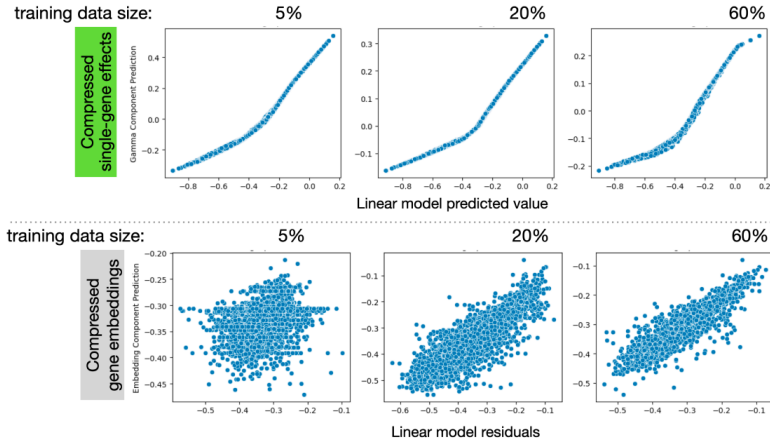 training data size: 5% 20% 60%
Compressed
single-gene effects
Gamma Component Prediction
0.4
0.2
0.0
−0.2
−0.8 −0.6 −0.4 −0.2 0.0 0.2
0.3
0.2
0.1
0.0
−0.1
−0.8 −0.6 −0.4 −0.2 0.0 0.2
0.3
0.2
0.1
0.0
−0.1
−0.2
−0.8 −0.6 −0.4 −0.2 0.0 0.2
Linear model predicted value
training data size: 5% 20% 60%
Compressed
gene embeddings
Embedding Component Prediction
−0.20
−0.25
−0.30
−0.35
−0.40
−0.45
−0.5 −0.4 −0.3 −0.2 −0.1
−0.1
−0.2
−0.3
−0.4
−0.5
−0.6 −0.5 −0.4 −0.3 −0.2 −0.1
−0.1
−0.2
−0.3
−0.4
−0.5
−0.5 −0.4 −0.3 −0.2 −0.1
Linear model residuals